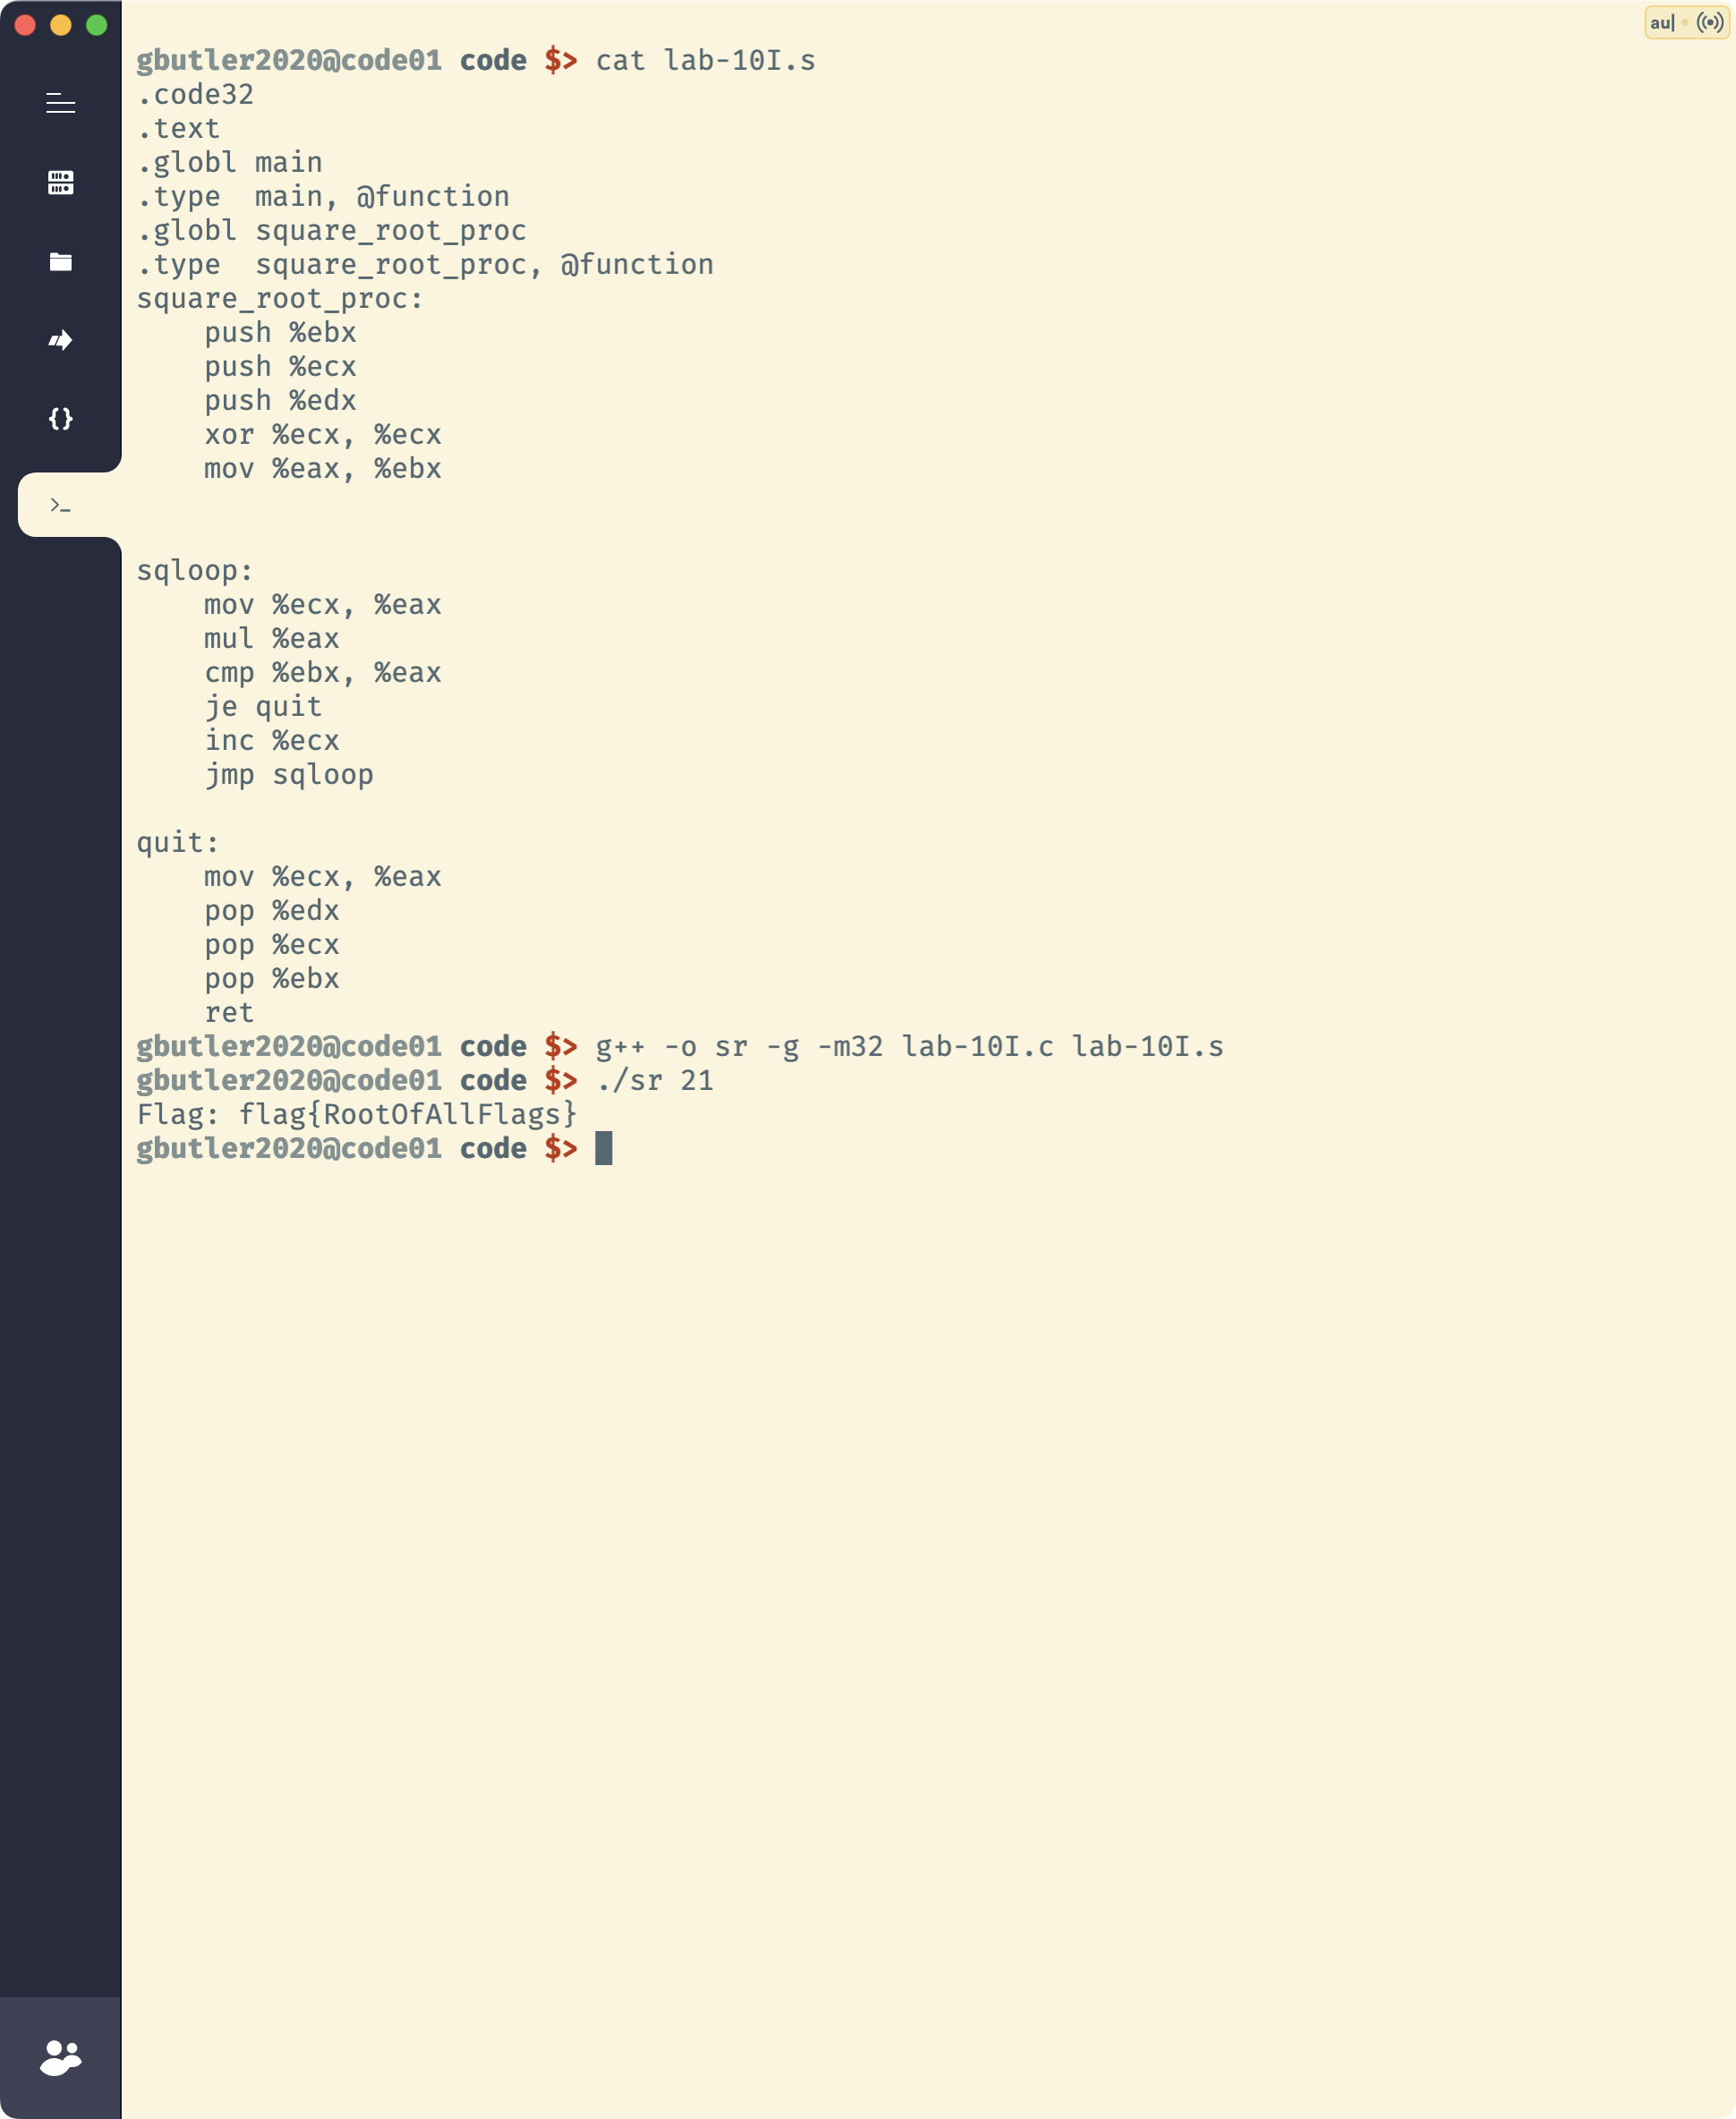 au|
gbutler2020@code01 code $> cat lab-10I.s
.code32
.text
.globl main
.type  main, @function
.globl square_root_proc
.type  square_root_proc, @function
square_root_proc:
    push %ebx
    push %ecx
    push %edx
    xor %ecx, %ecx
    mov %eax, %ebx
sqloop:
    mov %ecx, %eax
    mul %eax
    cmp %ebx, %eax
    je quit
    inc %ecx
    jmp sqloop
quit:
    mov %ecx, %eax
    pop %edx
    pop %ecx
    pop %ebx
    ret
gbutler2020@code01 code $> g++ -o sr -g -m32 lab-10I.c lab-10I.s
gbutler2020@code01 code $> ./sr 21
Flag: flag{RootOfAllFlags}
gbutler2020@code01 code $>